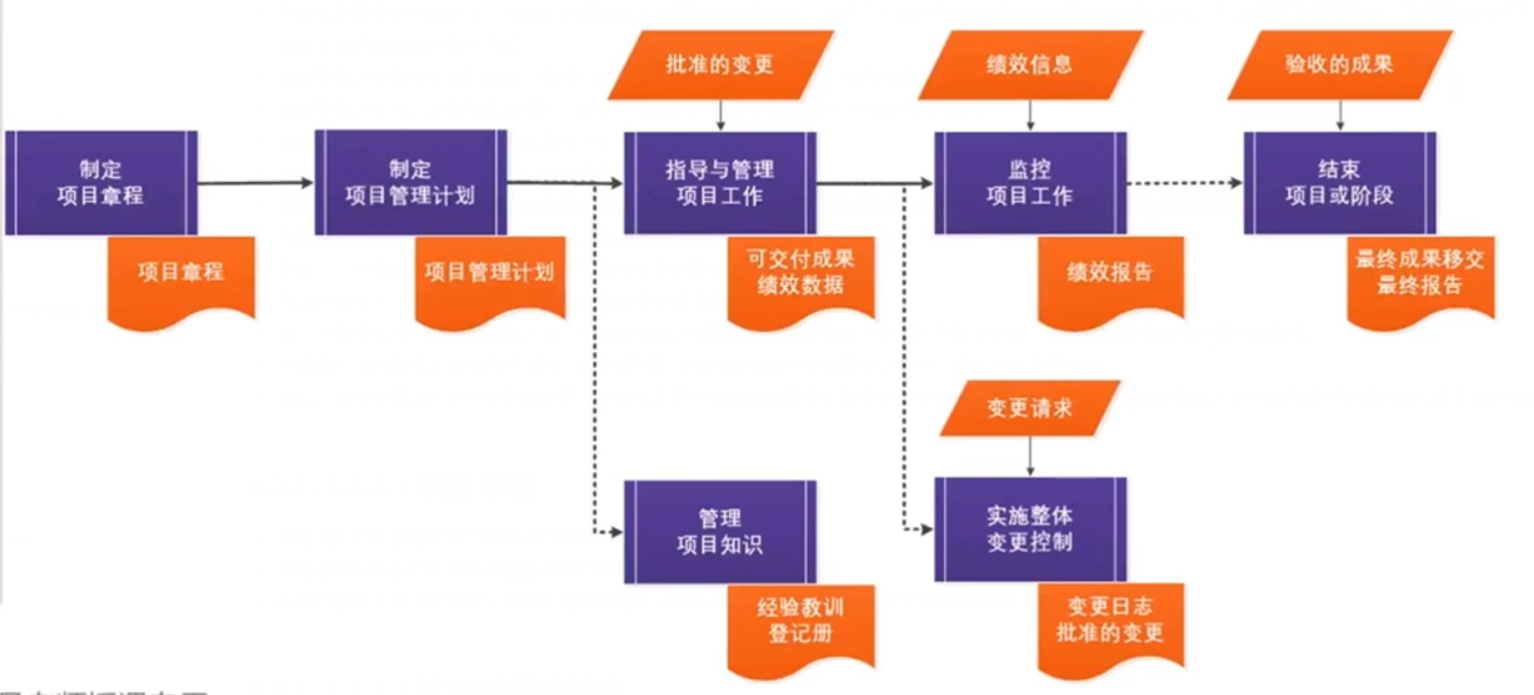 批准的变更
绩效信息
验收的成果
制定
项目章程
制定
项目管理计划
指导与管理
项目工作
监控
项目工作
结束
项目或阶段
项目章程
项目管理计划
可交付成果
绩效数据
绩效报告
最终成果移交
最终报告
变更请求
管理
项目知识
实施整体
变更控制
经验教训
登记册
变更日志
批准的变更